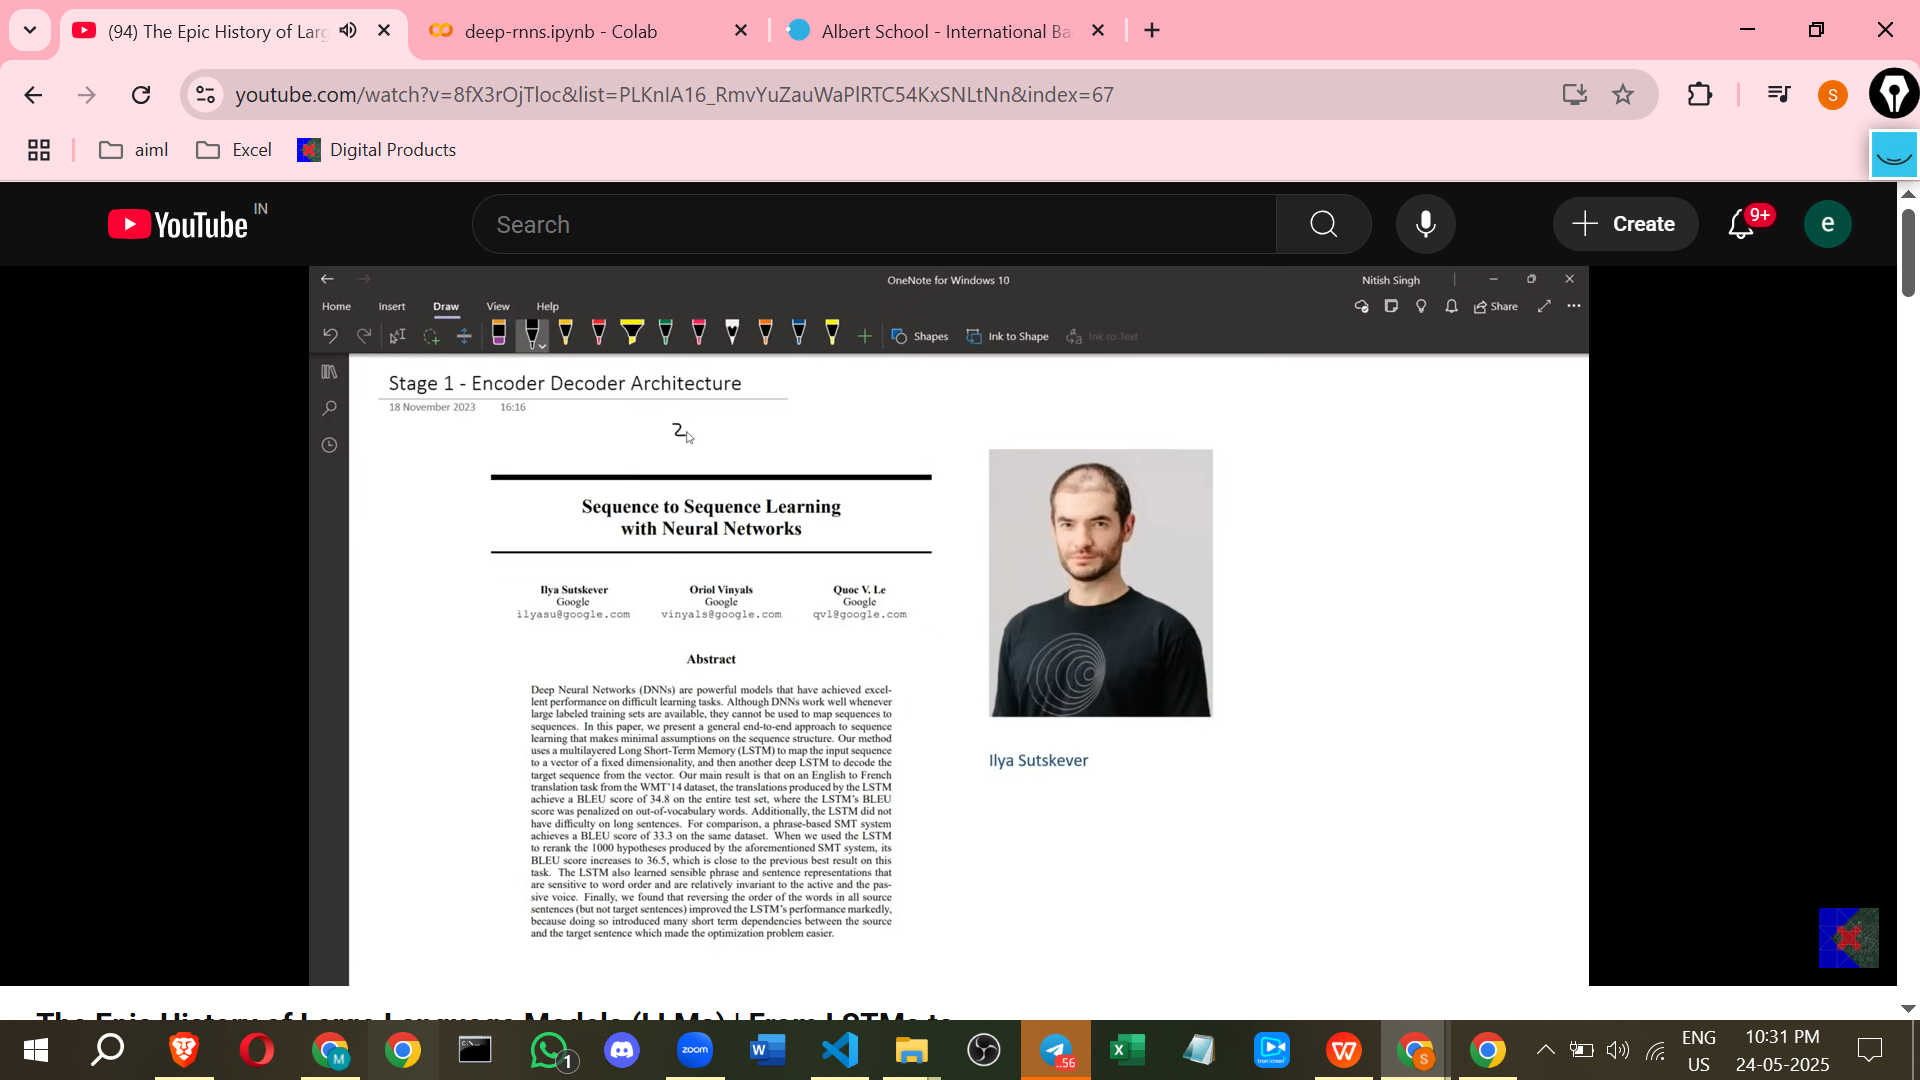 (94) The Epic History of Lar
deep-rnns.ipynb - Colab
Albert School - International Ba
youtube.com/watch?v=8fX3rOjTloc&list=PLKnIA16_RmvYuZauWaPlRTC54KxSNLtNn&index=67
S
aiml
Excel
Digital Products
YouTube IN
Search
Create
9+
e
OneNote for Windows 10
Nitish Singh
Home Insert Draw View Help
Share
Shapes
Ink to Shape
Ink to Text
Stage 1 - Encoder Decoder Architecture
18 November 2023 16:16
2
Sequence to Sequence Learning
with Neural Networks
Ilya Sutskever Oriol Vinyals Quoc V. Le
Google Google Google
ilyasu@google.com vinyals@google.com qvl@google.com
Abstract
Deep Neural Networks (DNNs) are powerful models that have achieved excel-
lent performance on difficult learning tasks. Although DNNs work well whenever
large labeled training sets are available, they cannot be used to map sequences to
sequences. In this paper, we present a general end-to-end approach to sequence
learning that makes minimal assumptions on the sequence structure. Our method
uses a multilayered Long Short-Term Memory (LSTM) to map the input sequence
to a vector of a fixed dimensionality, and then another deep LSTM to decode the
target sequence from the vector. Our main result is that on an English to French
translation task from the WMT'14 dataset, the translations produced by the LSTM
achieve a BLEU score of 34.8 on the entire test set, where the LSTM's BLEU
score was penalized on out-of-vocabulary words. Additionally, the LSTM did not
have difficulty on long sentences. For comparison, a phrase-based SMT system
achieves a BLEU score of 33.3 on the same dataset. When we used the LSTM
to rerank the 1000 hypotheses produced by the aforementioned SMT system, its
BLEU score increases to 36.5, which is close to the previous best result on this
task. The LSTM also learned sensible phrase and sentence representations that
are sensitive to word order and are relatively invariant to the active and the pas-
sive voice. Finally, we found that reversing the order of the words in all source
sentences (but not target sentences) improved the LSTM's performance markedly,
because doing so introduced many short term dependencies between the source
and the target sentence which made the optimization problem easier.
Ilya Sutskever
The Epic History of Large Language Models (LLMs) | From LSTMs to
M
1
zoom
..56
S
ENG
US
10:31 PM
24-05-2025